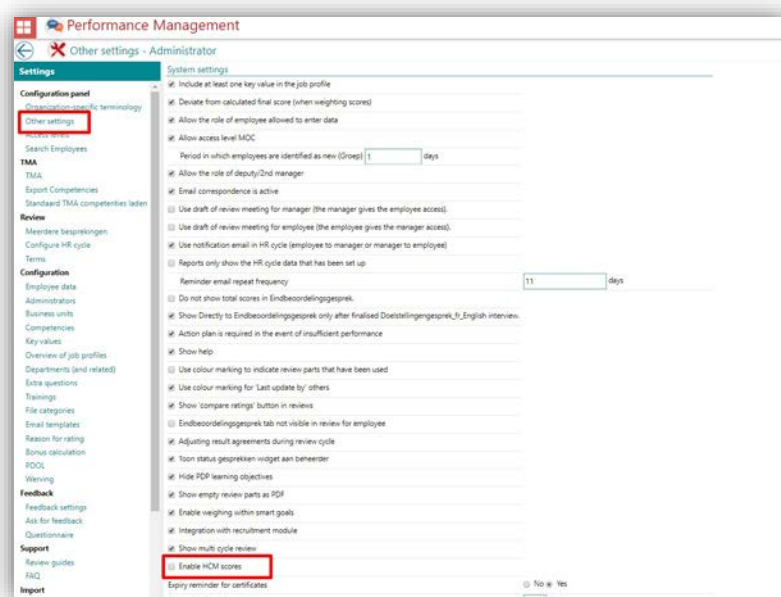 Performance Management
Other settings - Administrator
Settings
Configuration panel
Organization-specific terminology
Other settings
Access levels
Search Employees
TMA
TMA
Export Competencies
Standaard TMA competenties laden
Review
Meerdere besprekingen
Configure HR cycle
Terms
Configuration
Employee data
Administrators
Business units
Competencies
Key values
Overview of job profiles
Departments (and related)
Extra questions
Trainings
File categories
Email templates
Reason for rating
Bonus calculation
PDOL
Werving
Feedback
Feedback settings
Ask for feedback
Questionnaire
Support
Review guides
FAQ
Import
System settings
Include at least one key value in the job profile
Deviate from calculated final score (when weighting scores)
Allow the role of employee allowed to enter data
Allow access level MOC
Period in which employees are identified as new (Groep) 1 days
Allow the role of deputy/2nd manager
Email correspondence is active
Use draft of review meeting for manager (the manager gives the employee access).
Use draft of review meeting for employee (the employee gives the manager access).
Use notification email in HR cycle (employee to manager or manager to employee)
Reports only show the HR cycle data that has been set up
Reminder email repeat frequency 11 days
Do not show total scores in Eindbeoordelingsgesprek.
Show Directly to Eindbeoordelingsgesprek only after finalised Doelstellingengesprek_fr_English interview.
Action plan is required in the event of insufficient performance
Show help
Use colour marking to indicate review parts that have been used
Use colour marking for 'Last update by' others
Show 'compare ratings' button in reviews
Eindbeoordelingsgesprek tab not visible in review for employee
Adjusting result agreements during review cycle
Toon status gesprekken widget aan beheerder
Hide PDP learning objectives
Show empty review parts as PDF
Enable weighing within smart goals
Integration with recruitment module
Show multi cycle review
Enable HCM scores
Expiry reminder for certificates No Yes